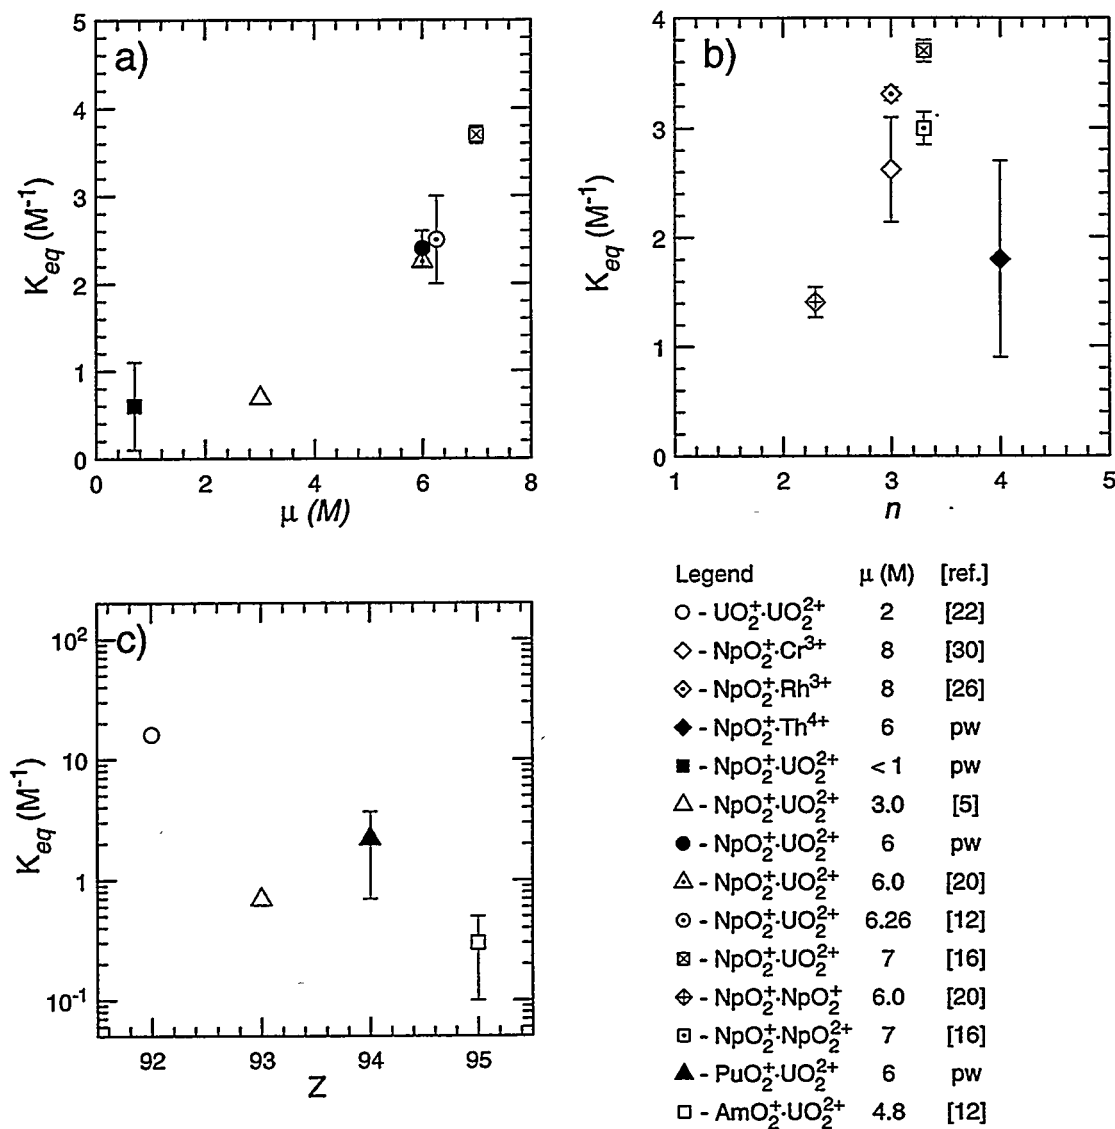 a)
5
4
3
2
1
0
K_eq (M⁻¹)
0 2 4 6 8
μ (M)
b)
4
3
2
1
0
K_eq (M⁻¹)
1 2 3 4 5
n
c)
10²
10
1
10⁻¹
K_eq (M⁻¹)
92 93 94 95
Z
Legend μ (M) [ref.]
○ - UO₂⁺·UO₂²⁺ 2 [22]
◇ - NpO₂⁺·Cr³⁺ 8 [30]
◇ - NpO₂⁺·Rh³⁺ 8 [26]
◆ - NpO₂⁺·Th⁴⁺ 6 pw
■ - NpO₂⁺·UO₂²⁺ < 1 pw
△ - NpO₂⁺·UO₂²⁺ 3.0 [5]
● - NpO₂⁺·UO₂²⁺ 6 pw
△ - NpO₂⁺·UO₂²⁺ 6.0 [20]
⊙ - NpO₂⁺·UO₂²⁺ 6.26 [12]
⊠ - NpO₂⁺·UO₂²⁺ 7 [16]
◇ - NpO₂⁺·NpO₂⁺ 6.0 [20]
⊡ - NpO₂⁺·NpO₂²⁺ 7 [16]
▲ - PuO₂⁺·UO₂²⁺ 6 pw
□ - AmO₂⁺·UO₂²⁺ 4.8 [12]